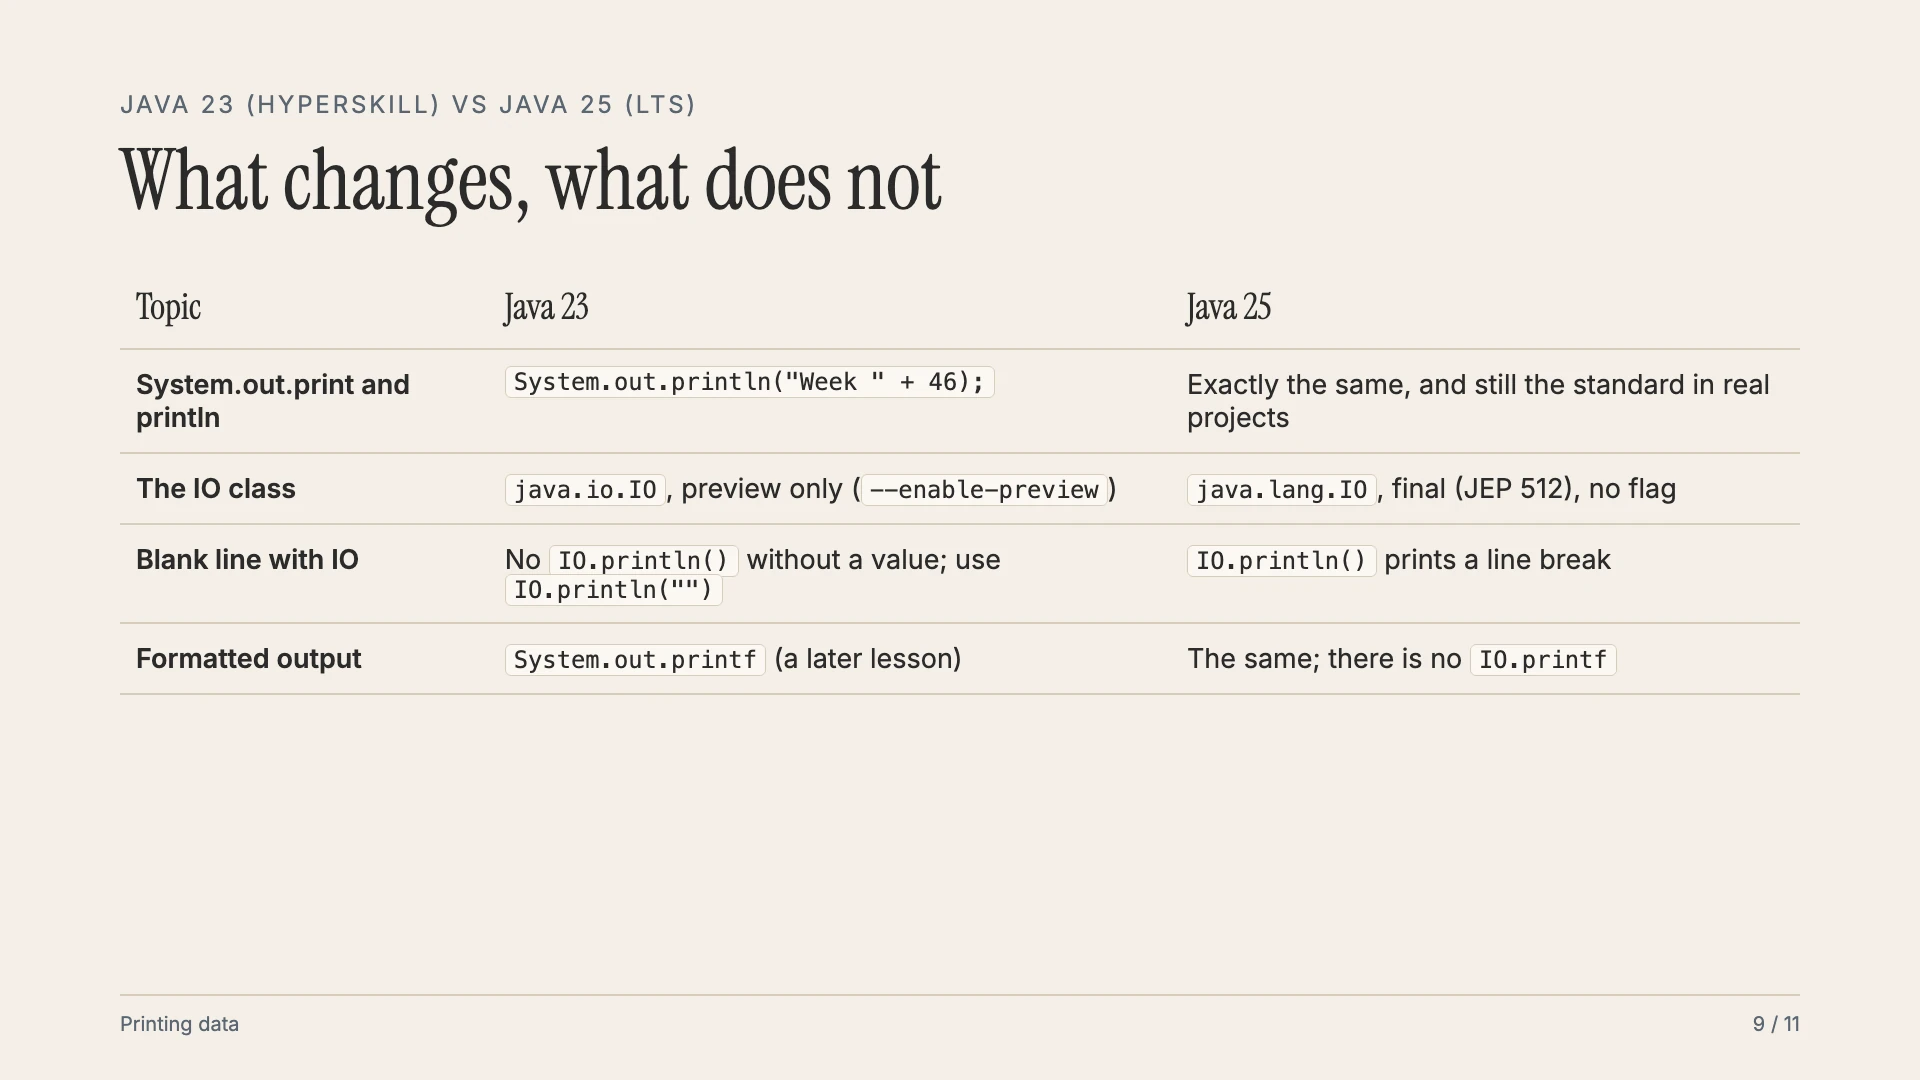 JAVA 23 (HYPERSKILL) VS JAVA 25 (LTS)
What changes, what does not
Topic
Java 23
Java 25
System.out.print and
println
System.out.println("Week " + 46);
Exactly the same, and still the standard in real
projects
The IO class
java.io.IO, preview only (--enable-preview)
java.lang.IO, final (JEP 512), no flag
Blank line with IO
No IO.println() without a value; use
IO.println("")
IO.println() prints a line break
Formatted output
System.out.printf (a later lesson)
The same; there is no IO.printf
Printing data
9 / 11